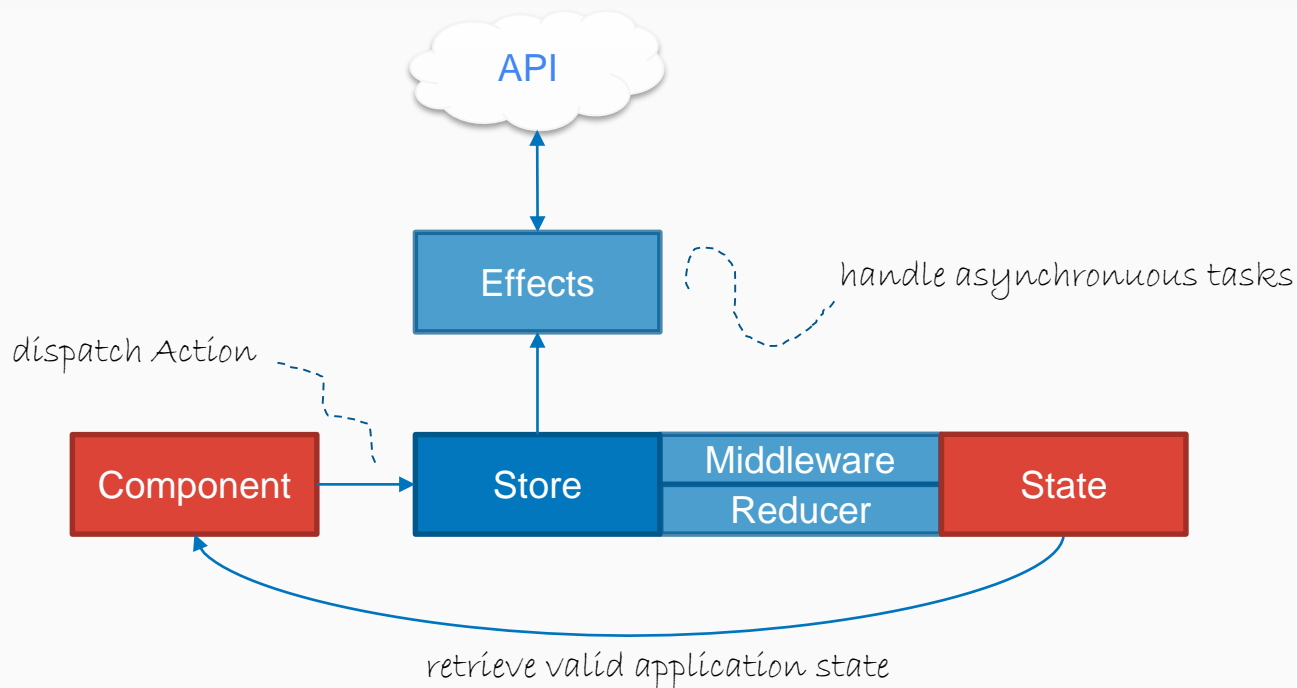 API
Effects
handle asynchronuous tasks
dispatch Action
Component
Store
Middleware
Reducer
State
retrieve valid application state